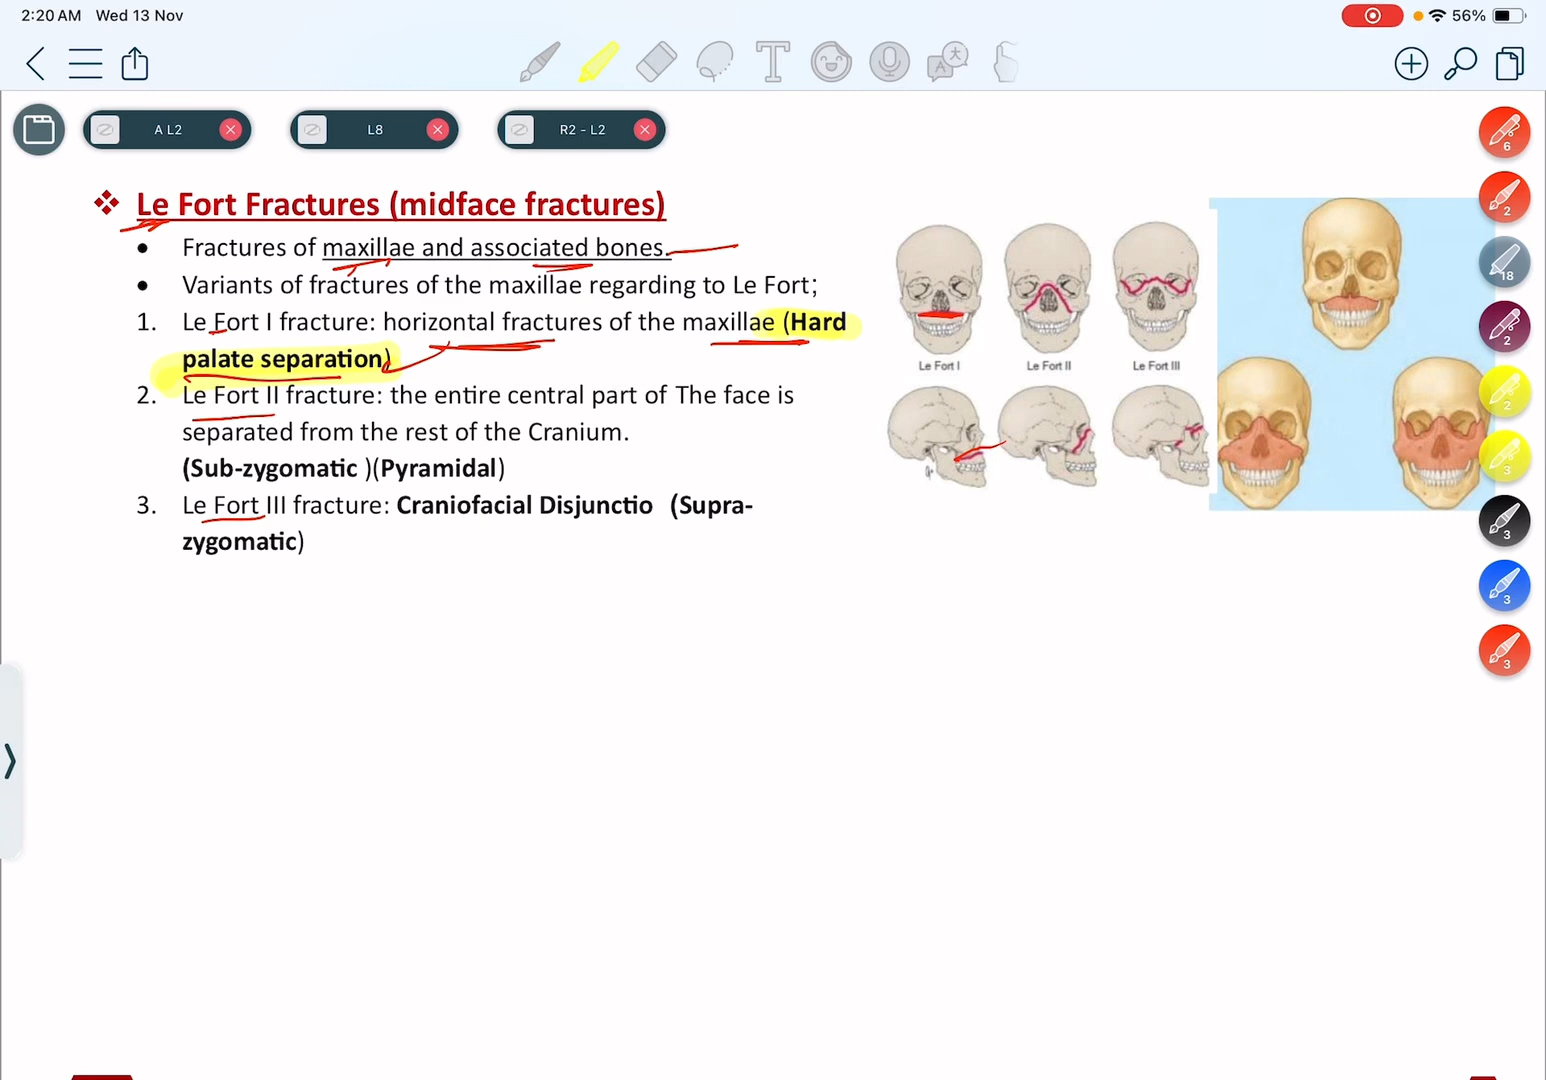 2:20 AM Wed 13 Nov
56%
A L2
L8
R2 - L2
❖ Le Fort Fractures (midface fractures)
• Fractures of maxillae and associated bones.
• Variants of fractures of the maxillae regarding to Le Fort;
1. Le Fort I fracture: horizontal fractures of the maxillae (Hard
palate separation)
2. Le Fort II fracture: the entire central part of The face is
separated from the rest of the Cranium.
(Sub-zygomatic )(Pyramidal)
3. Le Fort III fracture: Craniofacial Disjunctio (Supra-
zygomatic)
Le Fort I
Le Fort II
Le Fort III
6
2
18
2
2
3
3
3
3